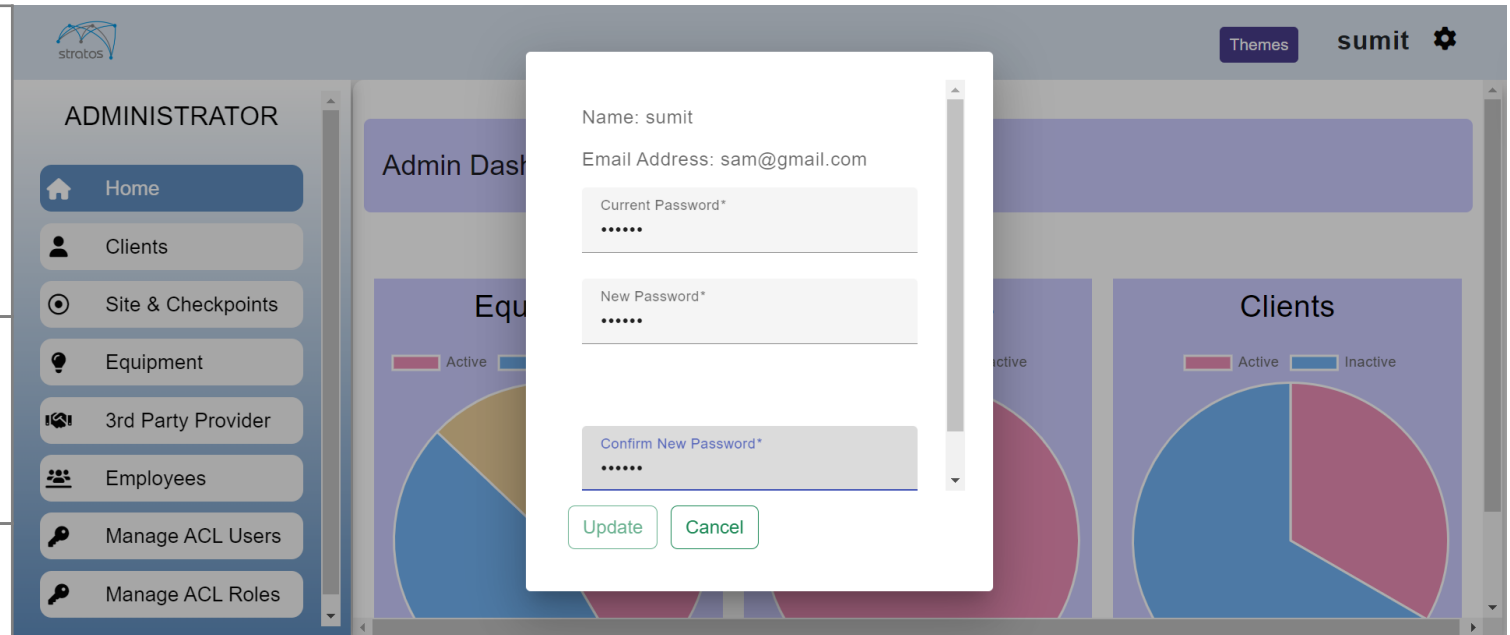 stratos
Themes
sumit
ADMINISTRATOR
Home
Clients
Site & Checkpoints
Equipment
3rd Party Provider
Employees
Manage ACL Users
Manage ACL Roles
Admin Dash
Equ
Active
Clients
Active
Inactive
Name: sumit
Email Address: sam@gmail.com
Current Password*
••••••
New Password*
••••••
Confirm New Password*
••••••
Update
Cancel